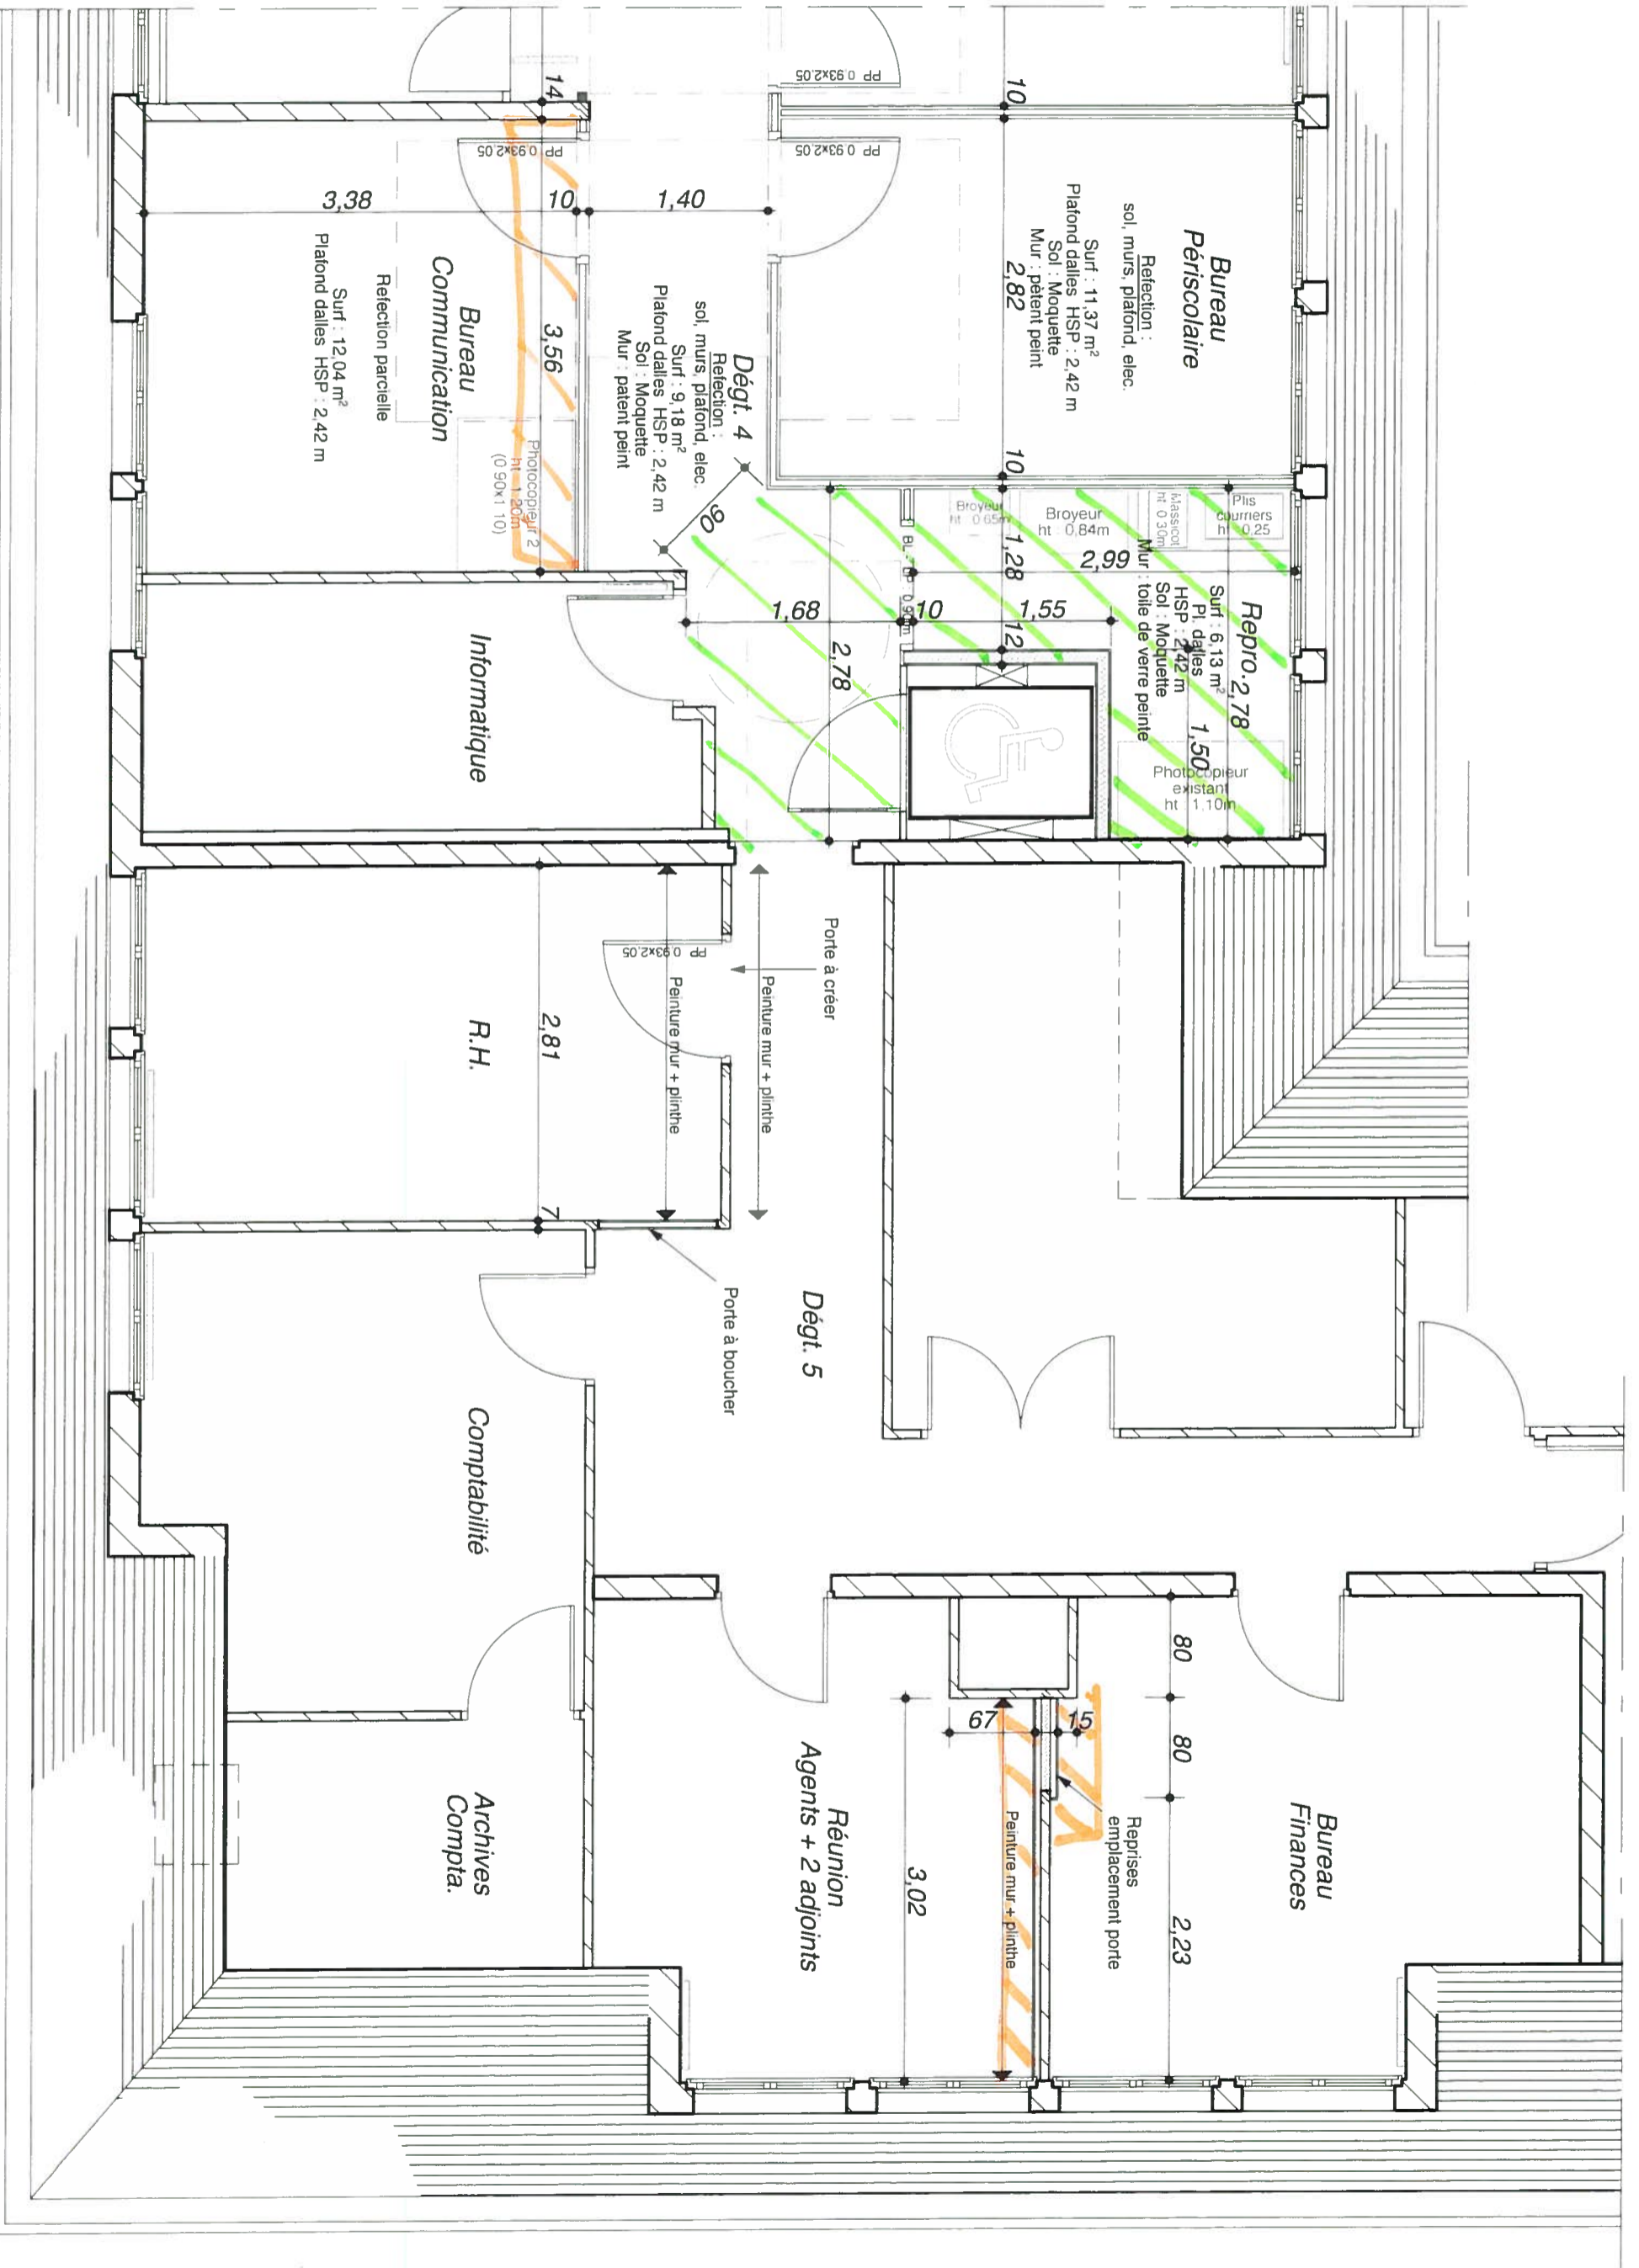 PP 0,93x2,05
14
10
PP 0,93x2,05
PP 0,93x2,05
3,38
10
1,40
Bureau
Périscolaire
Refection :
sol, murs, plafond, elec.
Surf : 11,37 m²
Plafond dalles HSP : 2,42 m
Sol : Moquette
Mur : pètent peint
2,82
10
Bureau
Communication
Refection parcielle
Surf : 12,04 m²
Plafond dalles HSP : 2,42 m
3,56
Photocopieur 2
ht : 1.20m
(0.90x1.10)
Dégt. 4
Refection :
sol, murs, plafond, elec.
Surf : 9,18 m²
Plafond dalles HSP : 2,42 m
Sol : Moquette
Mur : patent peint
90
Broyeur
ht : 0.65m
Broyeur
ht : 0,84m
Massicot
ht : 0.30m
Plis
courriers
ht : 0,25
2,99
1,28
1,68
10
1,55
12
2,78
Repro.
Surf : 6,13 m²
Pl. dalles
HSP : 2,42 m
Sol : Moquette
Mur : toile de verre peinte
2,78
1,50
Photocopieur
existant
ht : 1.10m
Informatique
PP 0,93x2,05
Porte à créer
Peinture mur + plinthe
Peinture mur + plinthe
R.H.
2,81
7
Porte à boucher
Dégt. 5
Comptabilité
Archives
Compta.
Réunion
Agents + 2 adjoints
67
15
80
80
2,23
3,02
Peinture mur + plinthe
Reprises
emplacement porte
Bureau
Finances